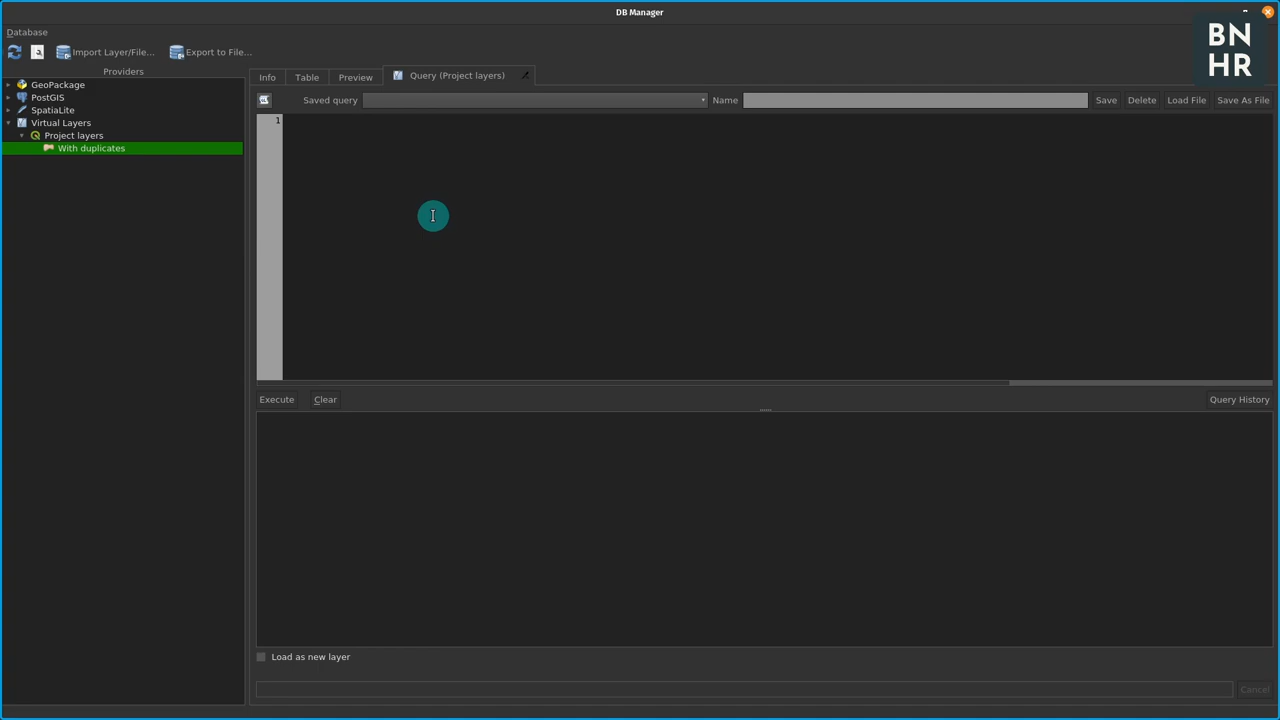 DB Manager
BN
HR
Database
Import Layer/File...
Export to File...
Providers
Info
Table
Preview
Query (Project layers)
GeoPackage
PostGIS
SpatiaLite
Virtual Layers
Project layers
With duplicates
Saved query
Name
Save
Delete
Load File
Save As File
1
Execute
Clear
Query History
Load as new layer
Cancel